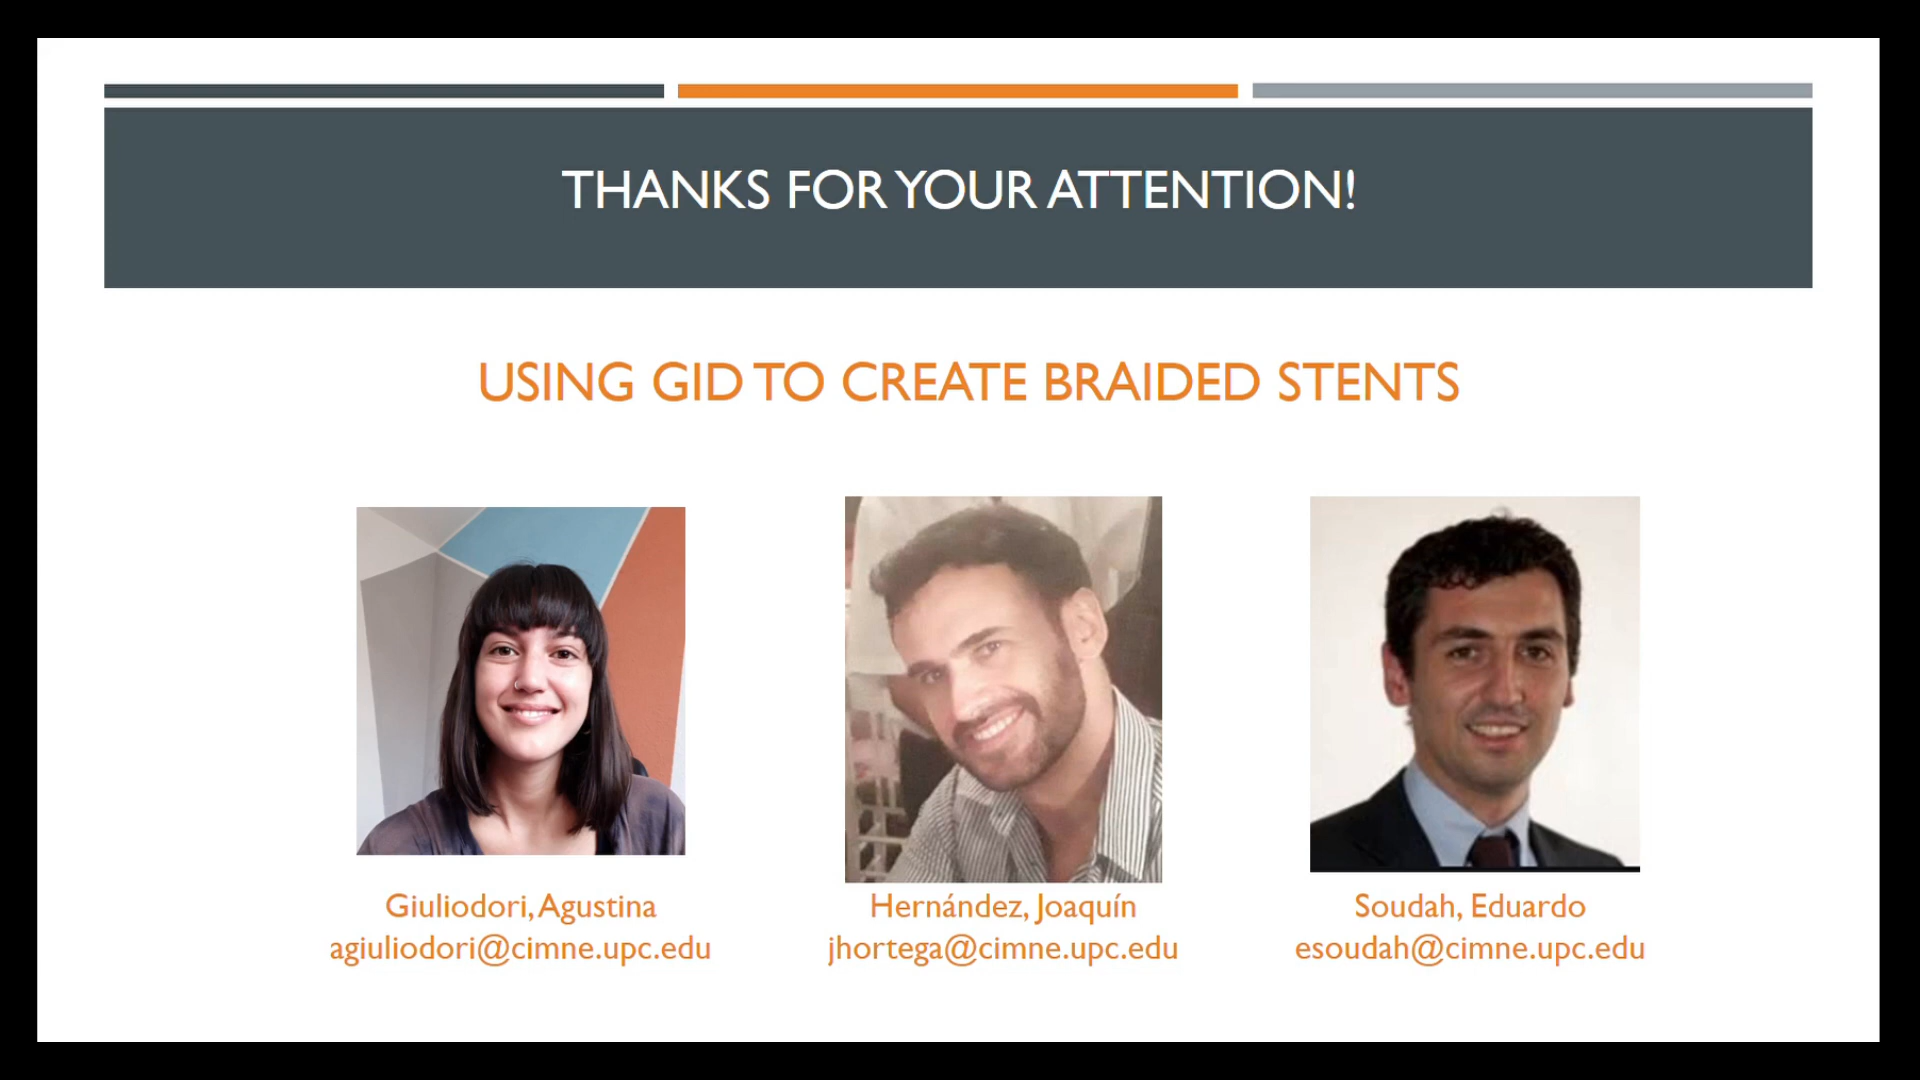 THANKS FOR YOUR ATTENTION!
USING GID TO CREATE BRAIDED STENTS
Giuliodori, Agustina
agiuliodori@cimne.upc.edu
Hernández, Joaquín
jhortega@cimne.upc.edu
Soudah, Eduardo
esoudah@cimne.upc.edu